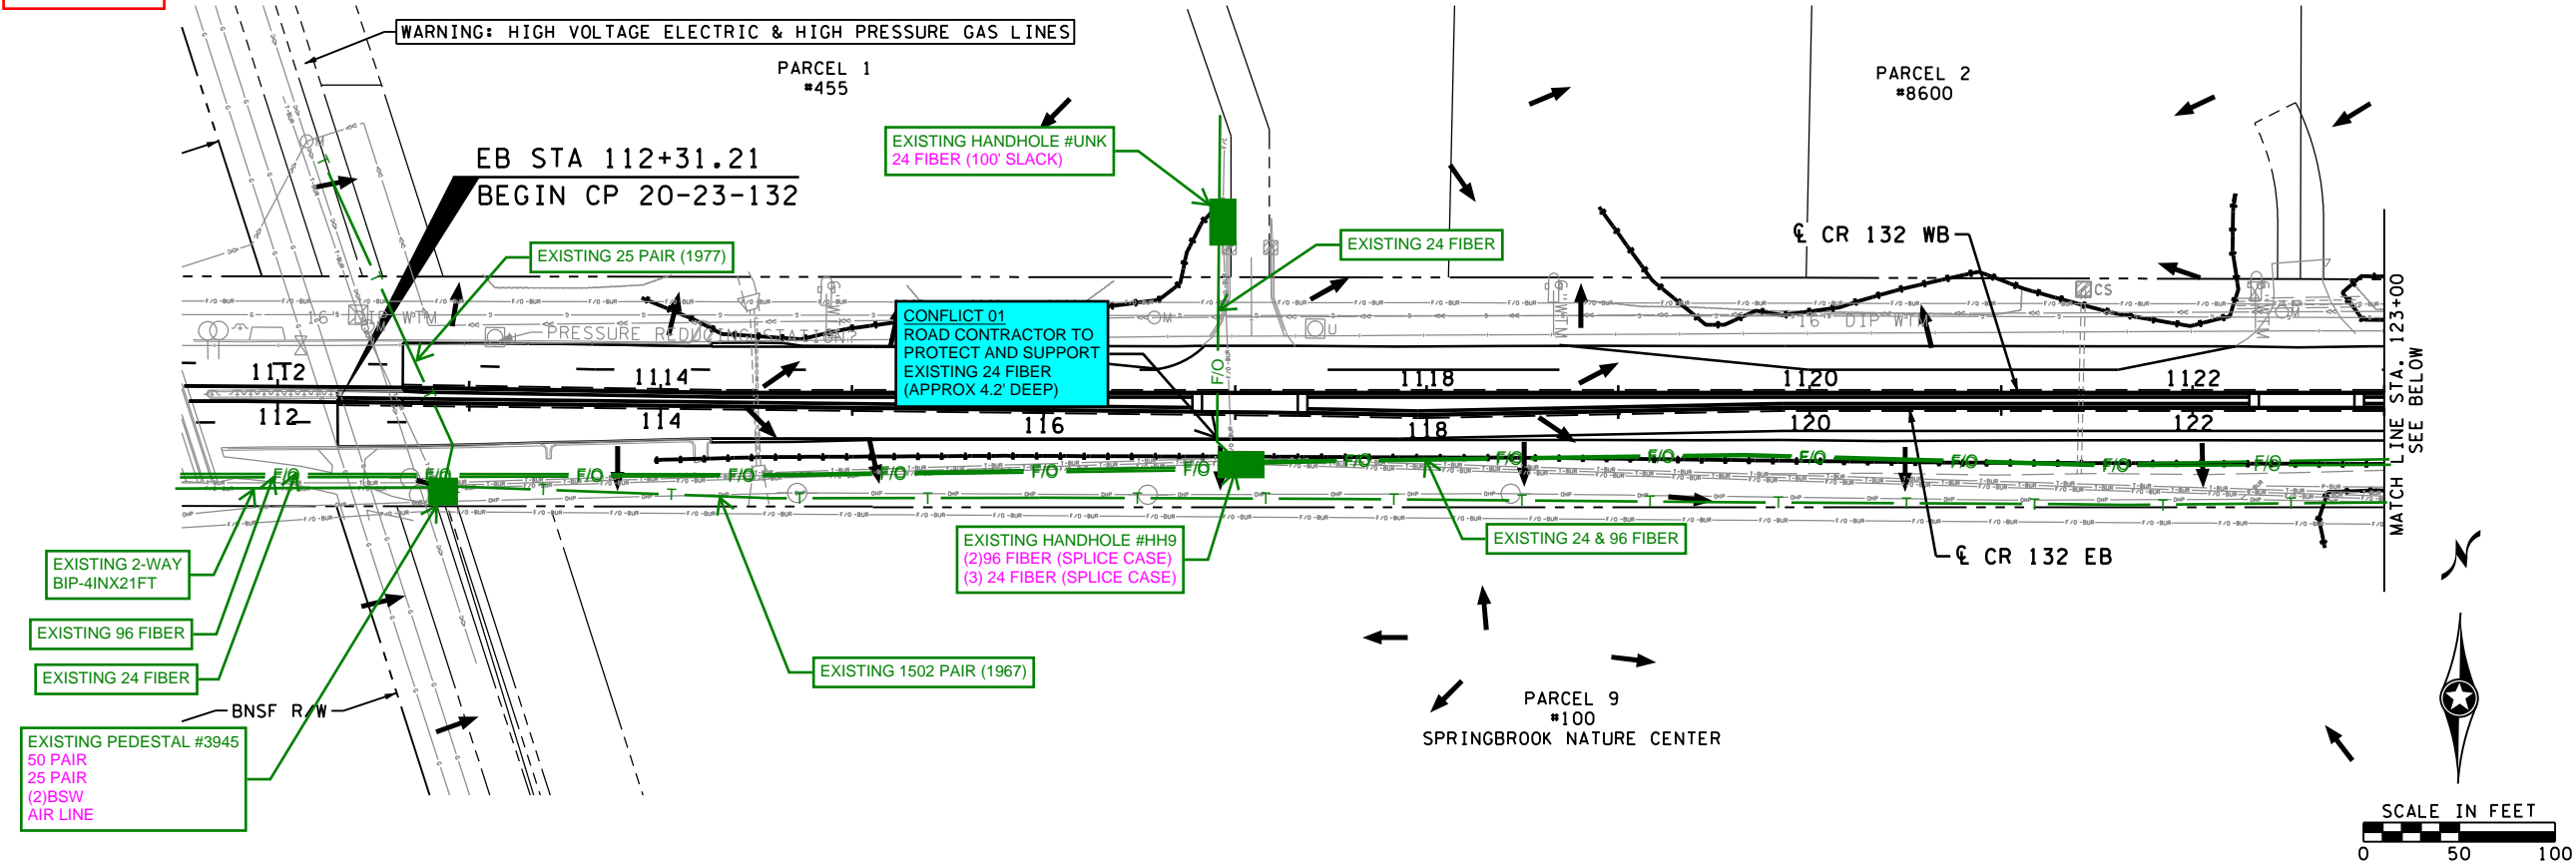 WARNING: HIGH VOLTAGE ELECTRIC & HIGH PRESSURE GAS LINES
PARCEL 1
#455
PARCEL 2
#8600
EXISTING HANDHOLE #UNK
24 FIBER (100' SLACK)
EB STA 112+31.21
BEGIN CP 20-23-132
EXISTING 25 PAIR (1977)
EXISTING 24 FIBER
℄ CR 132 WB
CS
CONFLICT 01
ROAD CONTRACTOR TO
PROTECT AND SUPPORT
EXISTING 24 FIBER
(APPROX 4.2' DEEP)
PRESSURE REDUCING STATION?
16" DIP WTM
16" DIP WTM
1112
1114
1118
1120
1122
112
114
116
118
120
122
MATCH LINE STA. 123+00
SEE BELOW
F/O
F/O F/O F/O F/O F/O F/O F/O F/O F/O F/O F/O F/O F/O F/O
T T T T T T T T T T T T T
EXISTING 2-WAY
BIP-4INX21FT
EXISTING 96 FIBER
EXISTING 24 FIBER
EXISTING HANDHOLE #HH9
(2)96 FIBER (SPLICE CASE)
(3) 24 FIBER (SPLICE CASE)
EXISTING 24 & 96 FIBER
℄ CR 132 EB
EXISTING 1502 PAIR (1967)
BNSF R/W
PARCEL 9
#100
SPRINGBROOK NATURE CENTER
EXISTING PEDESTAL #3945
50 PAIR
25 PAIR
(2)BSW
AIR LINE
N
SCALE IN FEET
0 50 100